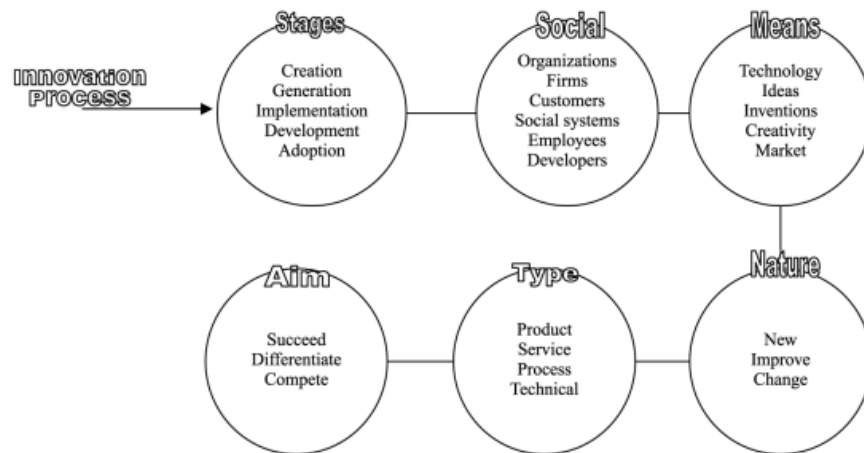 Innovation
Process
Stages
Creation
Generation
Implementation
Development
Adoption
Social
Organizations
Firms
Customers
Social systems
Employees
Developers
Means
Technology
Ideas
Inventions
Creativity
Market
Aim
Succeed
Differentiate
Compete
Type
Product
Service
Process
Technical
Nature
New
Improve
Change